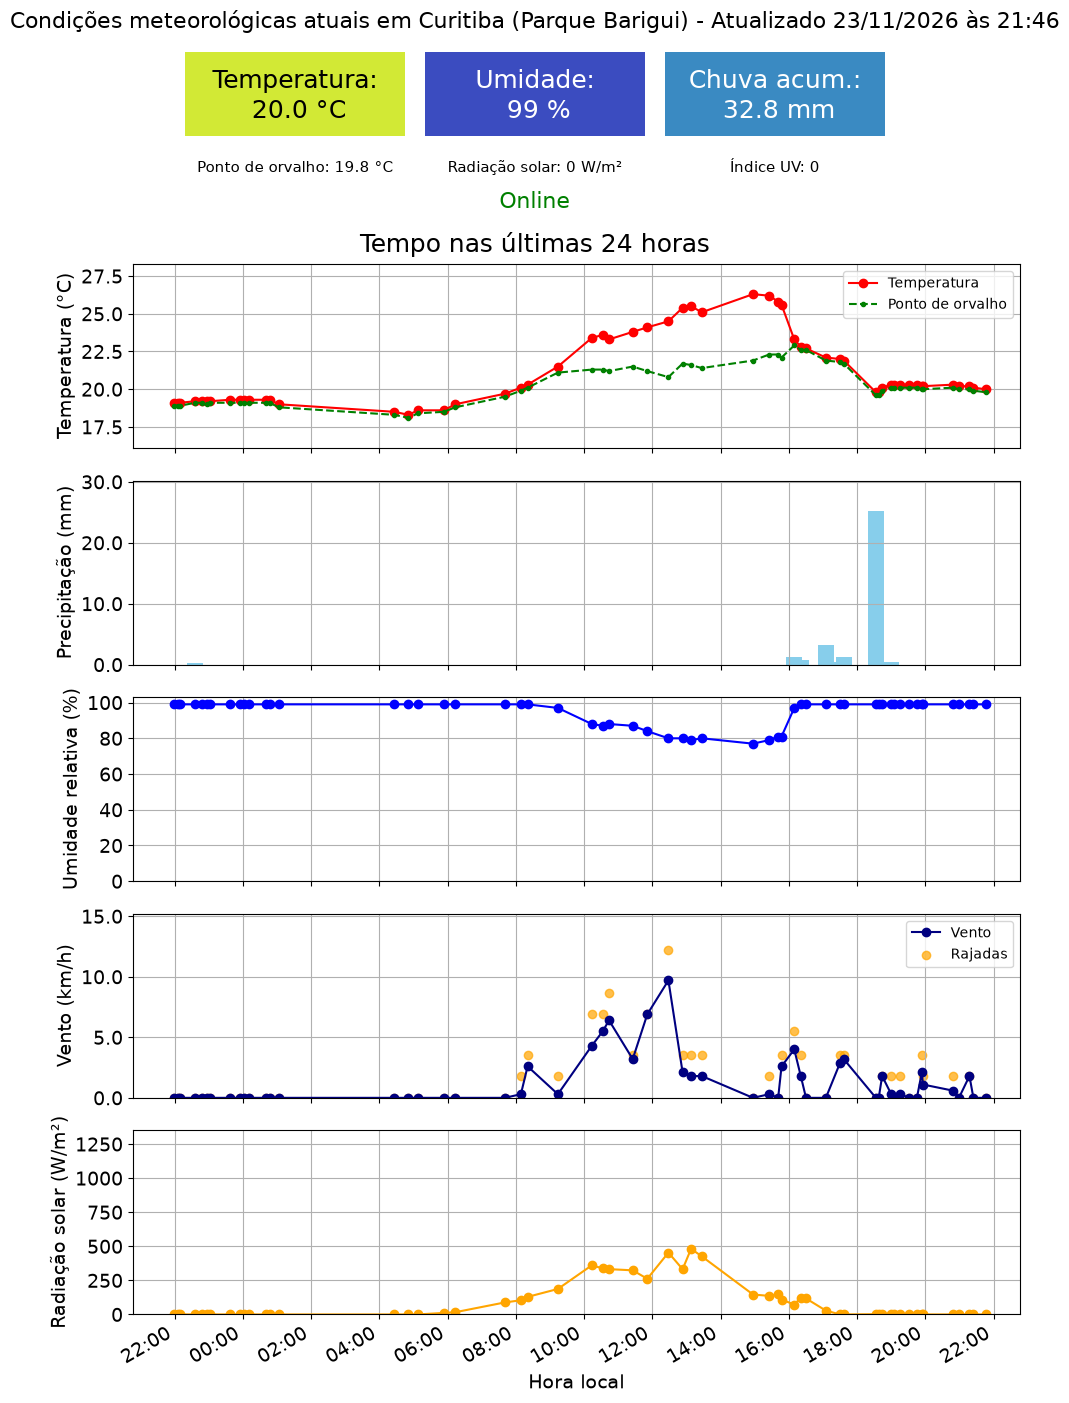 Condições meteorológicas atuais em Curitiba (Parque Barigui) - Atualizado 23/11/2026 às 21:46
Temperatura:
20.0 °C
Umidade:
99 %
Chuva acum.:
32.8 mm
Ponto de orvalho: 19.8 °C
Radiação solar: 0 W/m²
Índice UV: 0
Online
Tempo nas últimas 24 horas
Temperatura (°C)
27.5
25.0
22.5
20.0
17.5
Temperatura
Ponto de orvalho
Precipitação (mm)
30.0
20.0
10.0
0.0
Umidade relativa (%)
100
80
60
40
20
0
Vento (km/h)
15.0
10.0
5.0
0.0
Vento
Rajadas
Radiação solar (W/m²)
1250
1000
750
500
250
0
22:00
00:00
02:00
04:00
06:00
08:00
10:00
12:00
14:00
16:00
18:00
20:00
22:00
Hora local